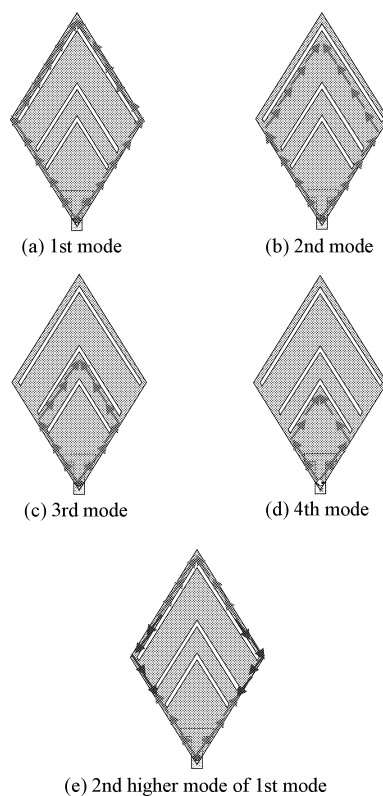 (a) 1st mode
(b) 2nd mode
(c) 3rd mode
(d) 4th mode
(e) 2nd higher mode of 1st mode